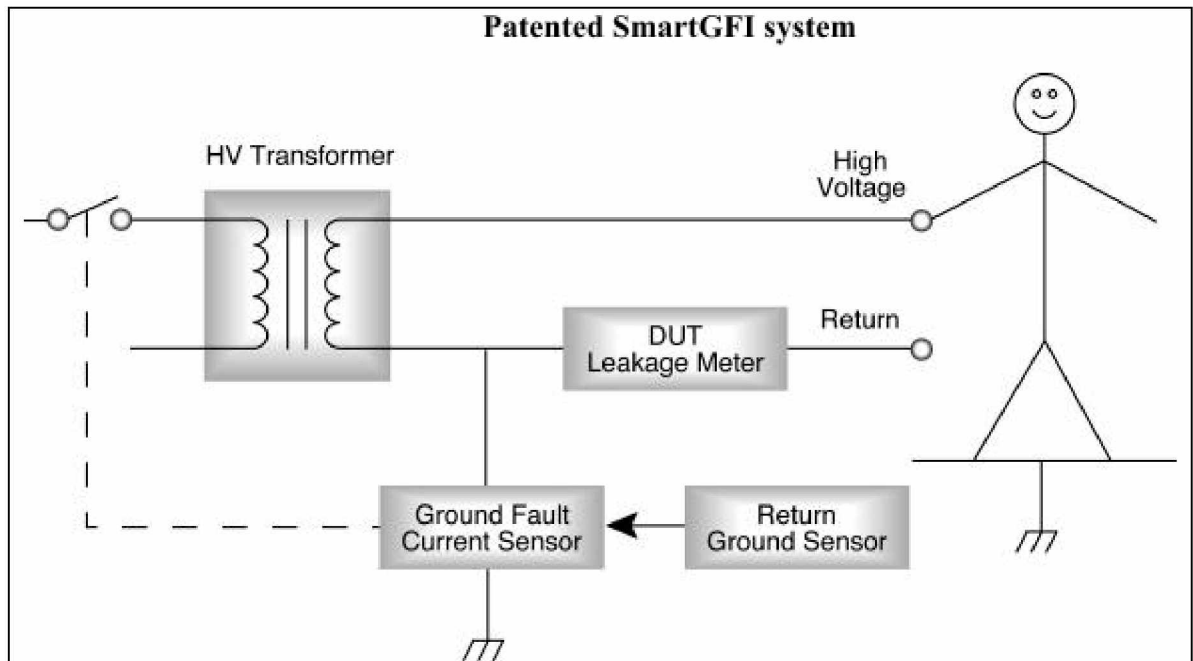 Patented SmartGFI system
HV Transformer
High
Voltage
DUT
Leakage Meter
Return
Ground Fault
Current Sensor
Return
Ground Sensor